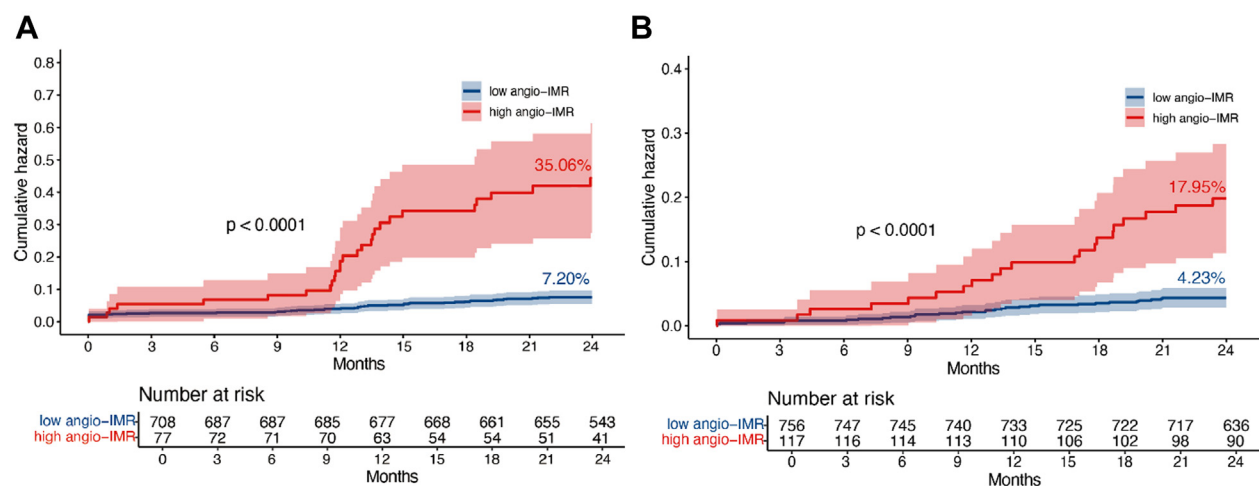 A
Cumulative hazard
0.8
0.7
0.6
0.5
0.4
0.3
0.2
0.1
0.0
low angio-IMR
high angio-IMR
35.06%
p < 0.0001
7.20%
0 3 6 9 12 15 18 21 24
Months
Number at risk
low angio-IMR 708 687 687 685 677 668 661 655 543
high angio-IMR 77 72 71 70 63 54 54 51 41
0 3 6 9 12 15 18 21 24
Months
B
Cumulative hazard
0.4
0.3
0.2
0.1
0.0
low angio-IMR
high angio-IMR
17.95%
p < 0.0001
4.23%
0 3 6 9 12 15 18 21 24
Months
Number at risk
low angio-IMR 756 747 745 740 733 725 722 717 636
high angio-IMR 117 116 114 113 110 106 102 98 90
0 3 6 9 12 15 18 21 24
Months